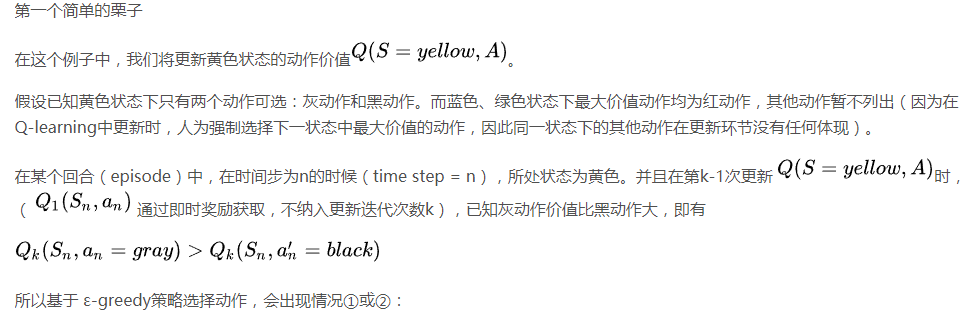 第一个简单的栗子
在这个例子中，我们将更新黄色状态的动作价值Q(S = yellow, A)。
假设已知黄色状态下只有两个动作可选：灰动作和黑动作。而蓝色、绿色状态下最大价值动作均为红动作，其他动作暂不列出（因为在
Q-learning中更新时，人为强制选择下一状态中最大价值的动作，因此同一状态下的其他动作在更新环节没有任何体现）。
在某个回合（episode）中，在时间步为n的时候（time step = n），所处状态为黄色。并且在第k-1次更新 Q(S = yellow, A)时，
（ Q₁(Sₙ, aₙ) 通过即时奖励获取，不纳入更新迭代次数k），已知灰动作价值比黑动作大，即有
Qₖ(Sₙ, aₙ = gray) > Qₖ(Sₙ, a′ₙ = black)
所以基于 ε-greedy策略选择动作，会出现情况①或②：